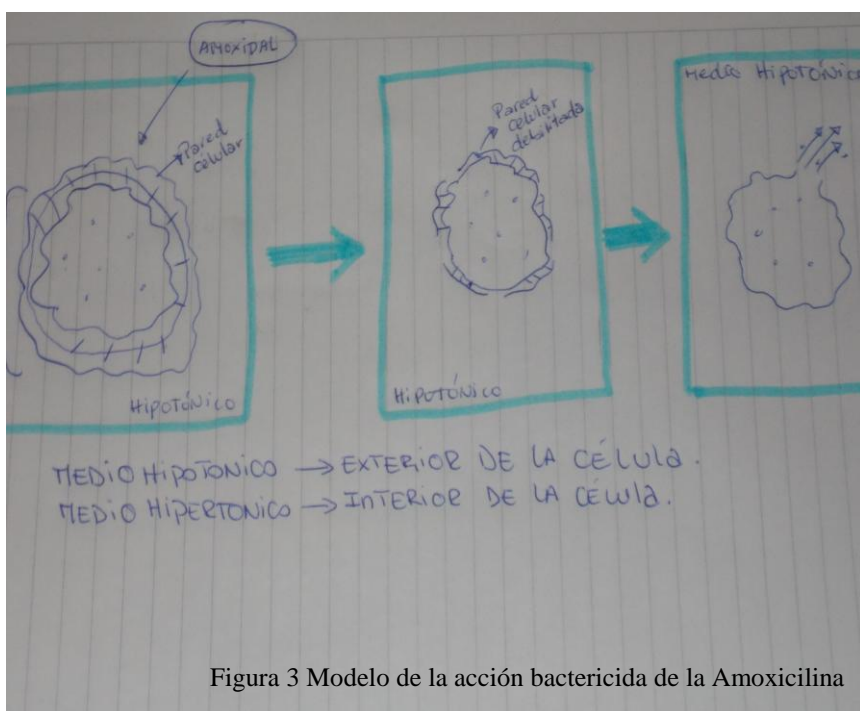 AMOXIDAL
Pared
célular
Hipotónico
Pared
celular
debilitada
Hipotónico
Medio Hipotónico
MEDIO HIPOTONICO → EXTERIOR DE LA CÉLULA.
MEDIO HIPERTONICO → INTERIOR DE LA CÉLULA.
Figura 3 Modelo de la acción bactericida de la Amoxicilina